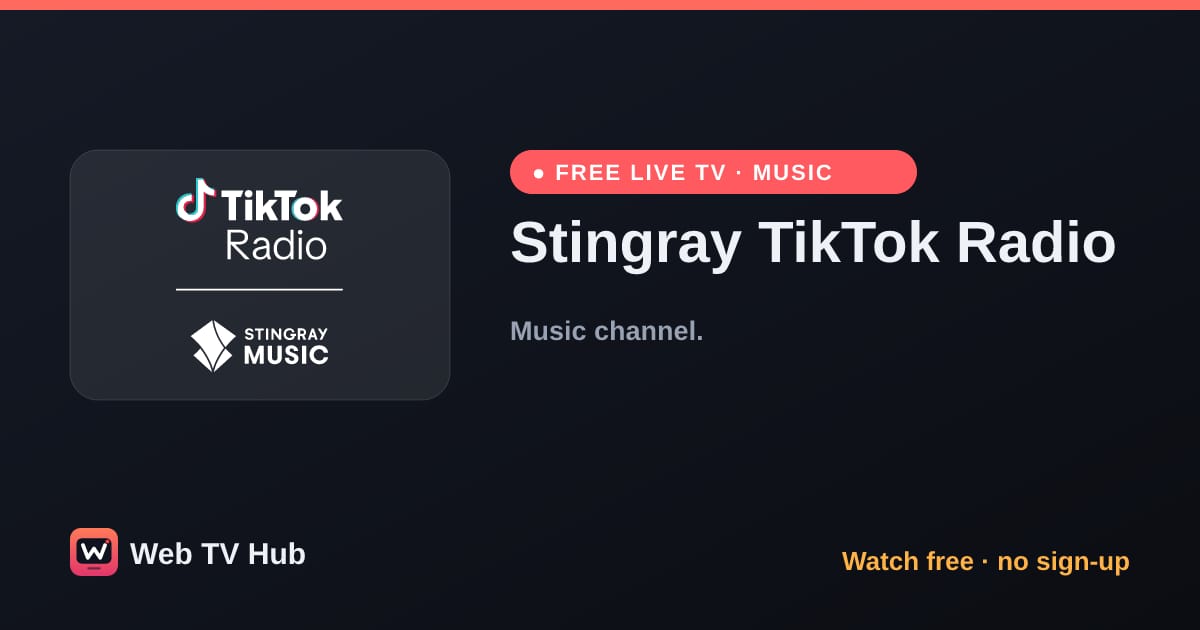 TikTok
Radio
STINGRAY
MUSIC
● FREE LIVE TV · MUSIC
Stingray TikTok Radio
Music channel.
W
Web TV Hub
Watch free · no sign-up